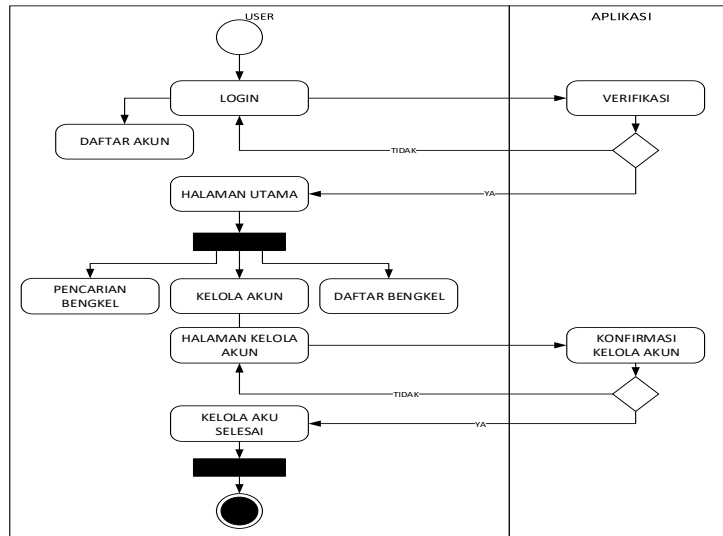 USER
APLIKASI
LOGIN
VERIFIKASI
DAFTAR AKUN
TIDAK
HALAMAN UTAMA
YA
PENCARIAN
BENGKEL
KELOLA AKUN
DAFTAR BENGKEL
HALAMAN KELOLA
AKUN
KONFIRMASI
KELOLA AKUN
TIDAK
KELOLA AKU
SELESAI
YA